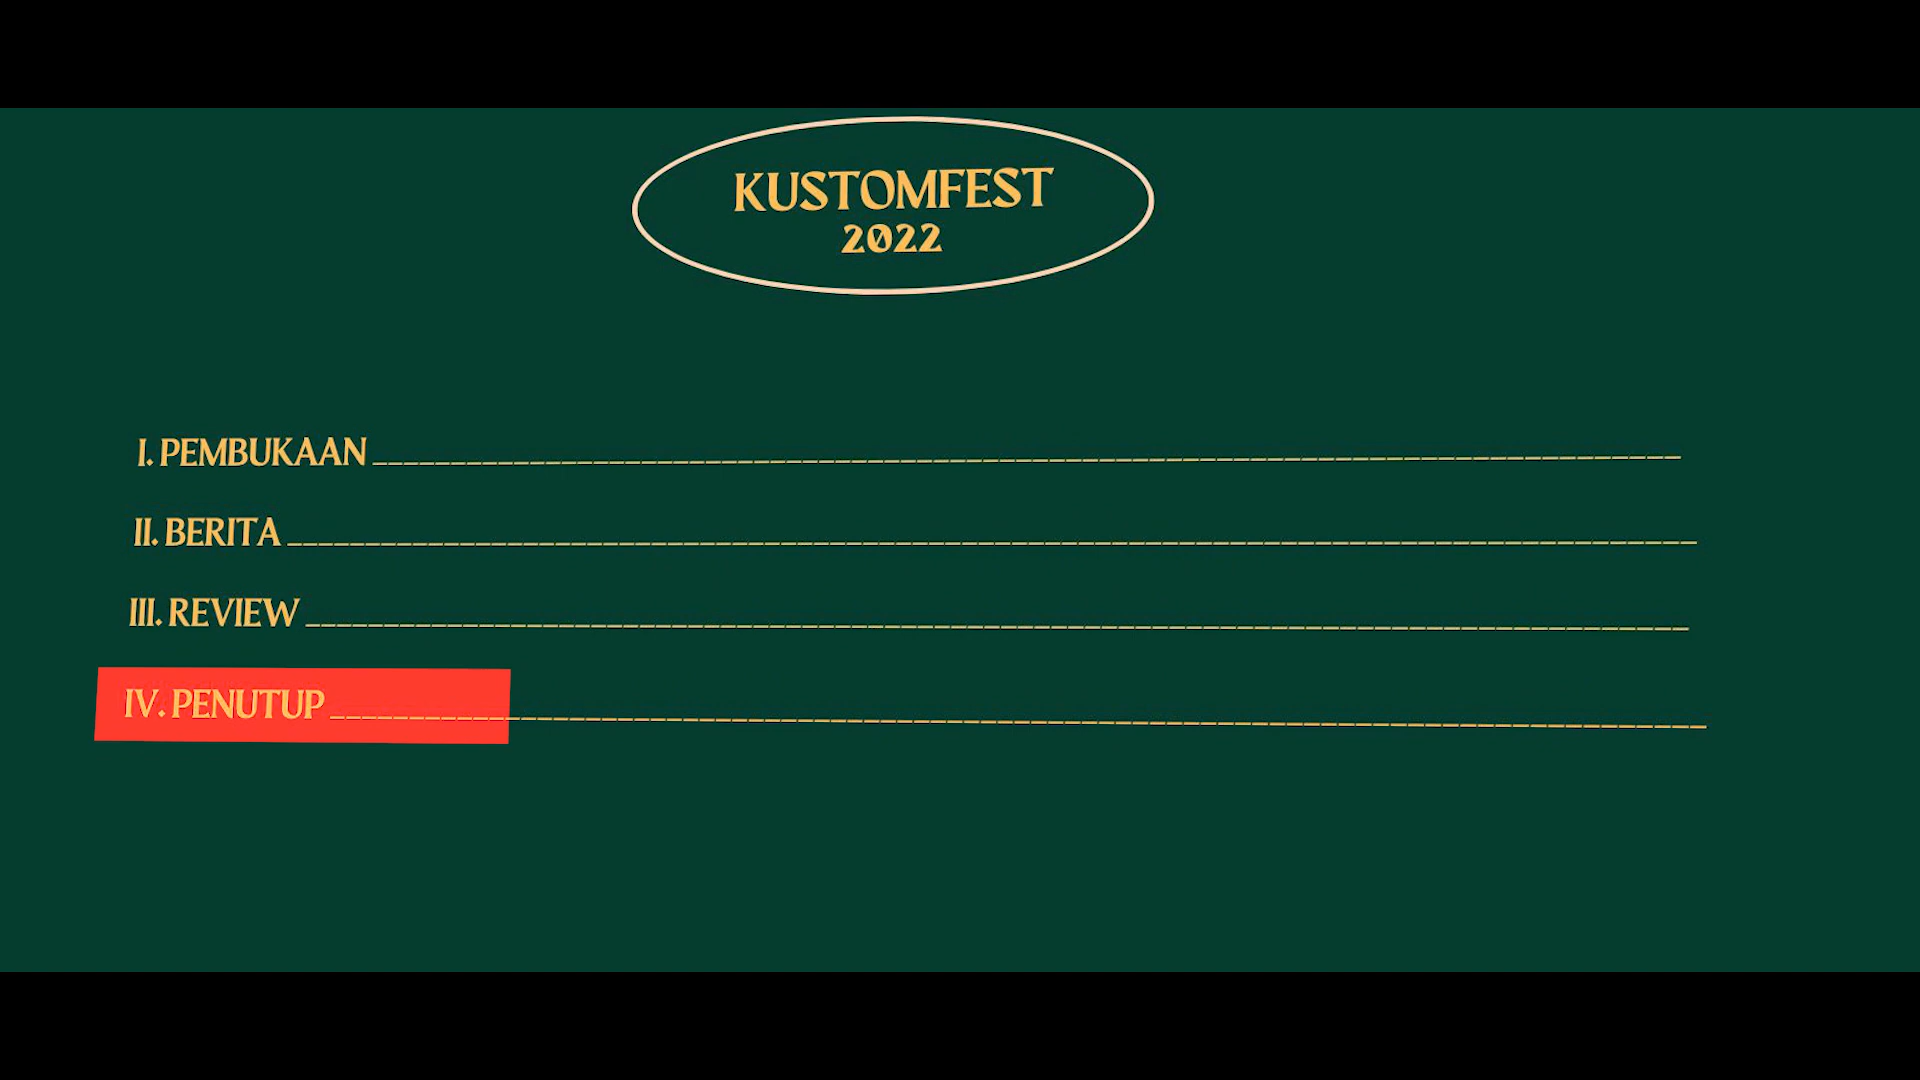 KUSTOMFEST
2022
I. PEMBUKAAN
II. BERITA
III. REVIEW
IV. PENUTUP